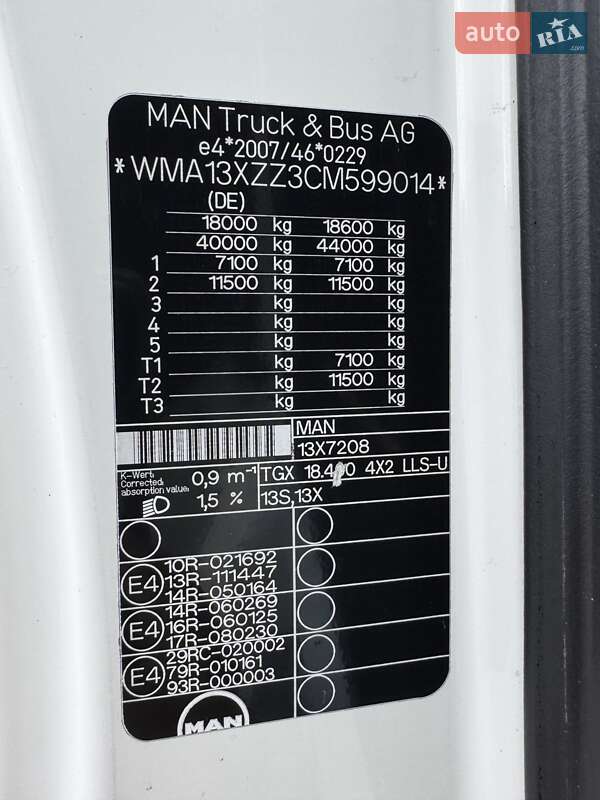 auto RIA .com
MAN Truck & Bus AG
e4*2007/46*0229
*WMA13XZZ3CM599014*
(DE)
18000 kg 18600 kg
40000 kg 44000 kg
1 7100 kg 7100 kg
2 11500 kg 11500 kg
3 kg kg
4 kg kg
5 kg kg
T1 kg 7100 kg
T2 kg 11500 kg
T3 kg kg
MAN
13X7208
K-Wert:
Corrected
absorption value: 0,9 m⁻¹
TGX 4X2 LLS-U
1,5 %
13S,13X
10R-021692
E4 13R-111447
14R-050164
14R-060269
E4 16R-060125
17R-080230
29RC-020002
E4 79R-010161
93R-000003
MAN